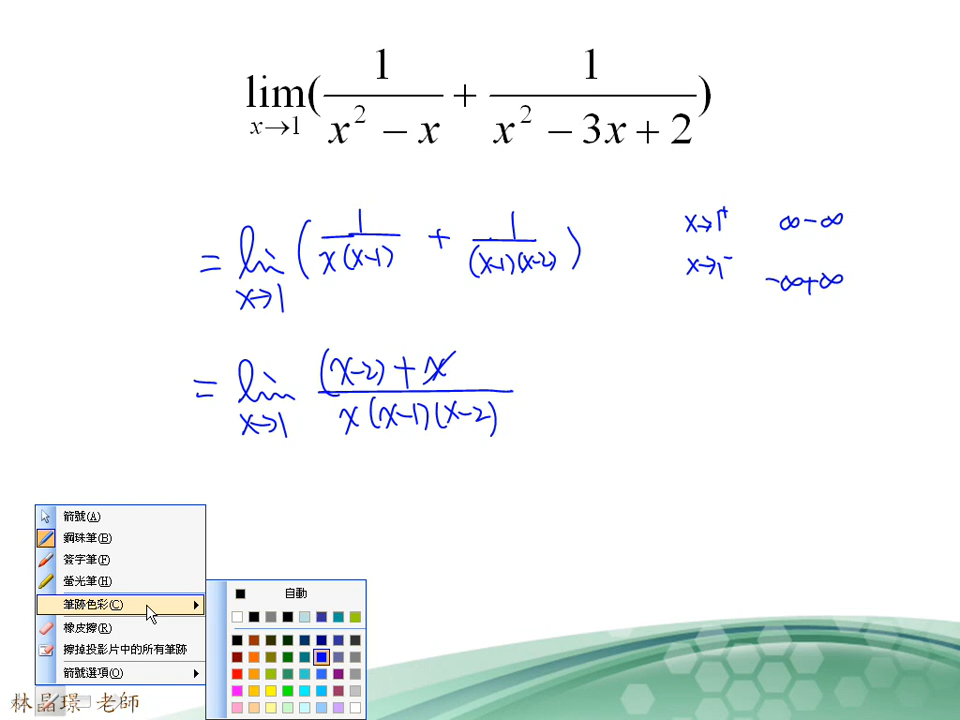 lim_{x→1}(1/(x² − x) + 1/(x² − 3x + 2))
= lim_{x→1}(1/(x(x−1)) + 1/((x−1)(x−2)))
x→1⁺ ∞−∞
x→1⁻ −∞+∞
= lim_{x→1} ((x−2)+x)/(x(x−1)(x−2))
箭號(A)
鋼珠筆(B)
簽字筆(F)
螢光筆(H)
筆跡色彩(C)
橡皮擦(R)
擦掉投影片中的所有筆跡
箭號選項(O)
自動
林晶璟 老師